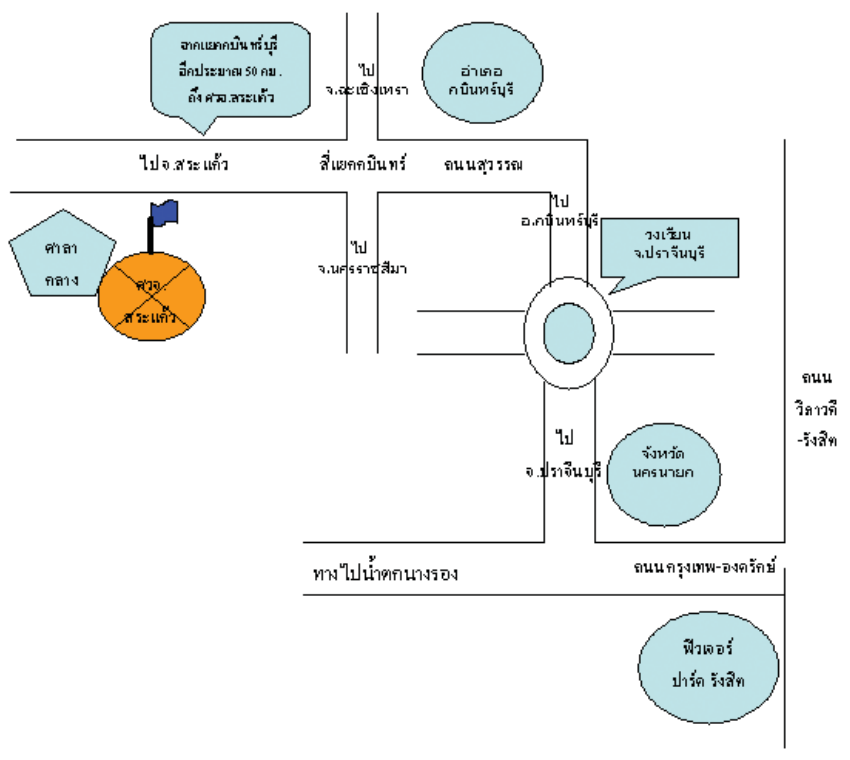 จากแยกกบินทร์บุรี
อีกประมาณ 50 กม.
ถึง ศวจ.สระแก้ว
ไป
จ.ฉะเชิงเทรา
อำเภอ
กบินทร์บุรี
ไป จ. สระแก้ว
สี่แยกกบินทร์
ถนนสุวรรณ
ไป
อ.กบินทร์บุรี
วงเวียน
จ.ปราจีนบุรี
ศาลา
กลาง
ศวจ.
สระแก้ว
ไป
จ.นครราชสีมา
ถนน
วิภาวดี
-รังสิต
ไป
จ.ปราจีนบุรี
จังหวัด
นครนายก
ทางไปน้ำตกนางรอง
ถนนกรุงเทพ-องครักษ์
ฟิวเจอร์
ปาร์ค รังสิต